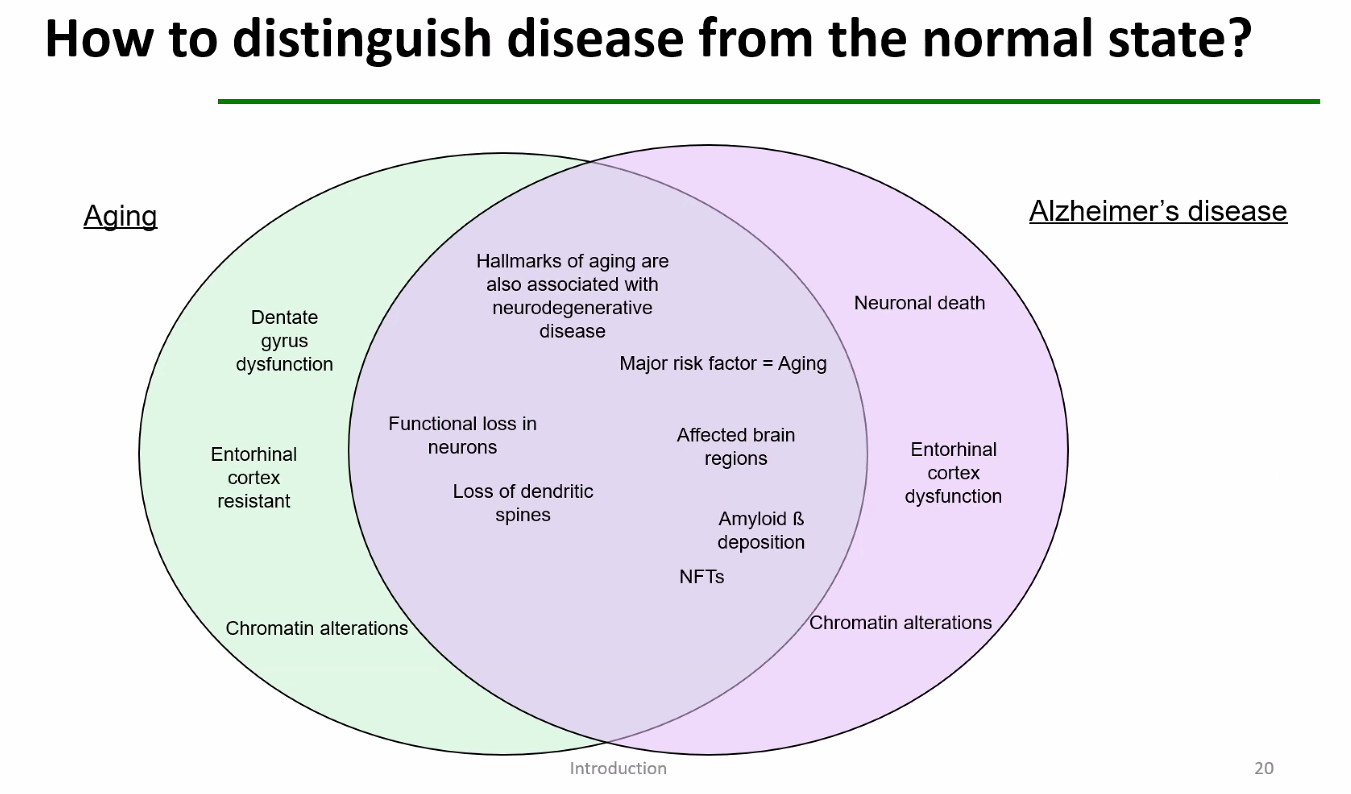 How to distinguish disease from the normal state?
Aging
Alzheimer’s disease
Hallmarks of aging are
also associated with
neurodegenerative
disease
Major risk factor = Aging
Dentate
gyrus
dysfunction
Neuronal death
Functional loss in
neurons
Affected brain
regions
Entorhinal
cortex
resistant
Entorhinal
cortex
dysfunction
Loss of dendritic
spines
Amyloid ß
deposition
NFTs
Chromatin alterations
Chromatin alterations
Introduction
20